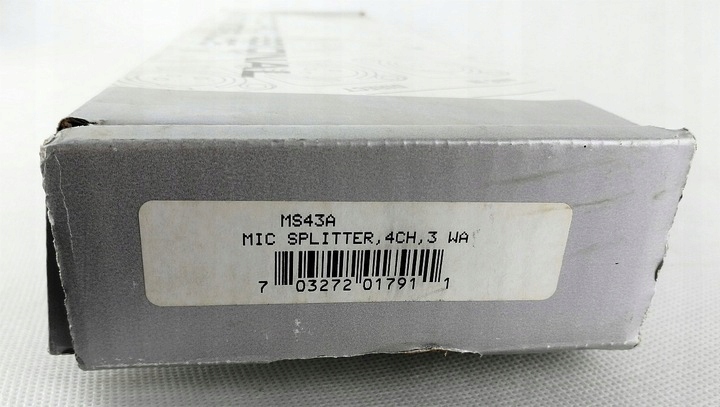 MS43A
MIC SPLITTER,4CH,3 WA
7 03272 01791 1